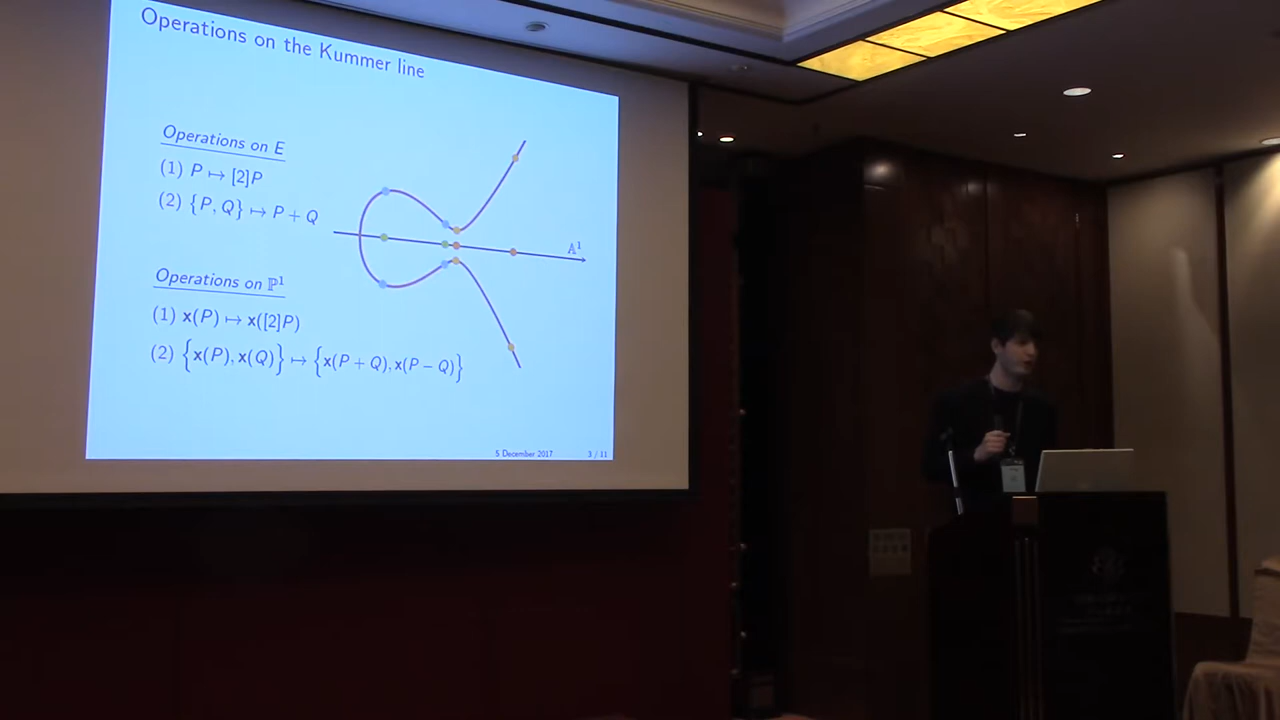 Operations on the Kummer line
Operations on E
(1) P ↦ [2]P
(2) {P, Q} ↦ P + Q
𝔸¹
Operations on ℙ¹
(1) x(P) ↦ x([2]P)
(2) {x(P), x(Q)} ↦ {x(P + Q), x(P − Q)}
5 December 2017 3 / 11